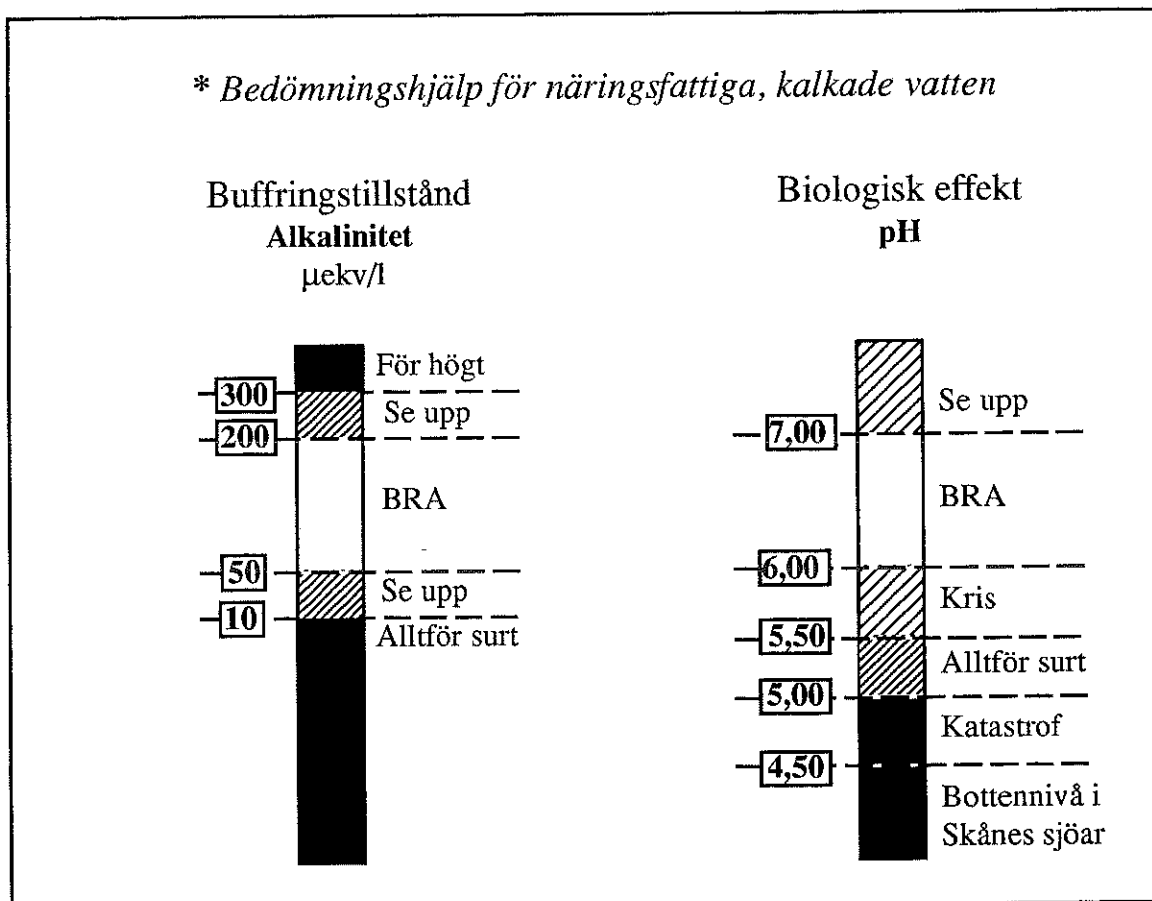 * Bedömningshjälp för näringsfattiga, kalkade vatten
Buffringstillstånd
Alkalinitet
µekv/l
För högt
300
Se upp
200
BRA
50
Se upp
10
Alltför surt
Biologisk effekt
pH
Se upp
7,00
BRA
6,00
Kris
5,50
Alltför surt
5,00
Katastrof
4,50
Bottennivå i
Skånes sjöar